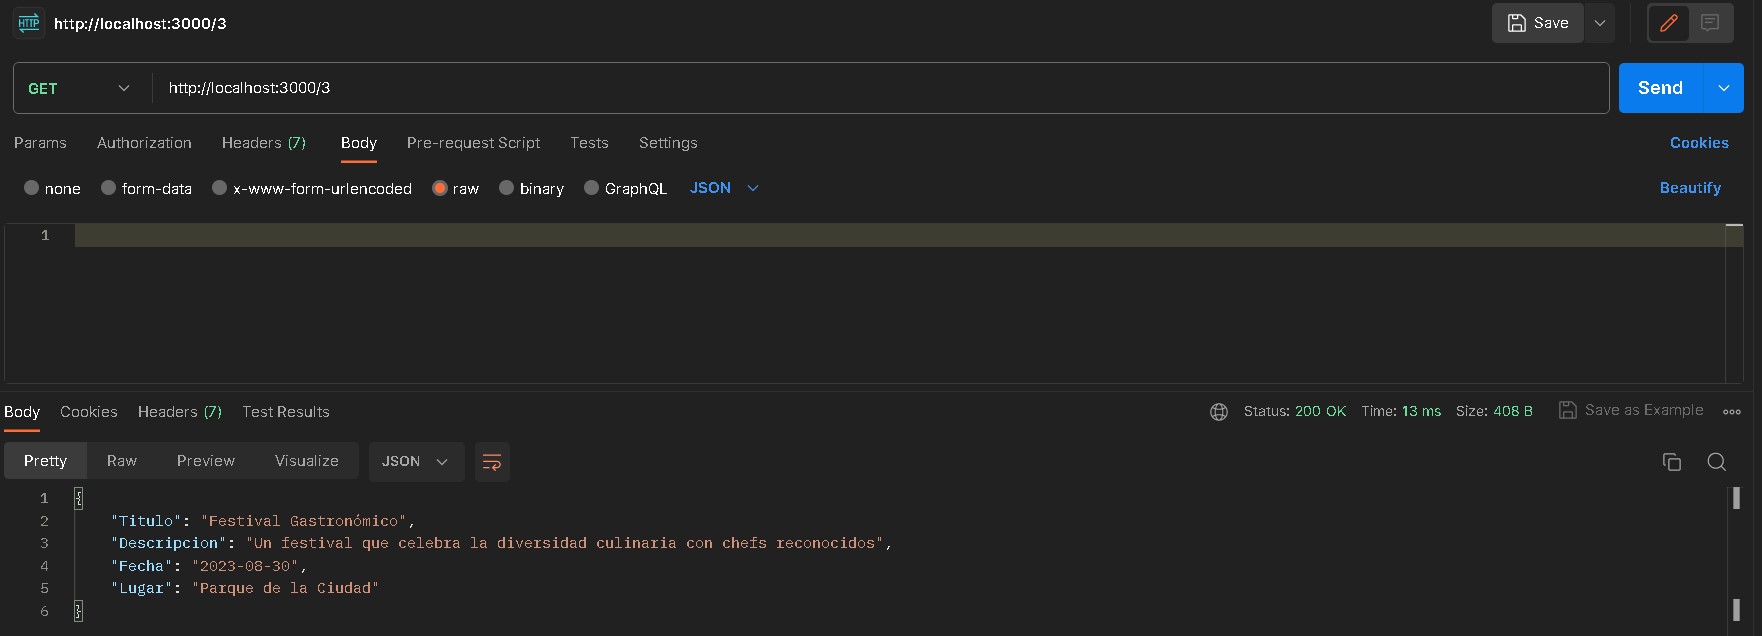 HTTP http://localhost:3000/3 Save
GET http://localhost:3000/3 Send
Params Authorization Headers (7) Body Pre-request Script Tests Settings Cookies
none form-data x-www-form-urlencoded raw binary GraphQL JSON Beautify
1
Body Cookies Headers (7) Test Results Status: 200 OK Time: 13 ms Size: 408 B Save as Example
Pretty Raw Preview Visualize JSON
1 {
2 "Titulo": "Festival Gastronómico",
3 "Descripcion": "Un festival que celebra la diversidad culinaria con chefs reconocidos",
4 "Fecha": "2023-08-30",
5 "Lugar": "Parque de la Ciudad"
6 }